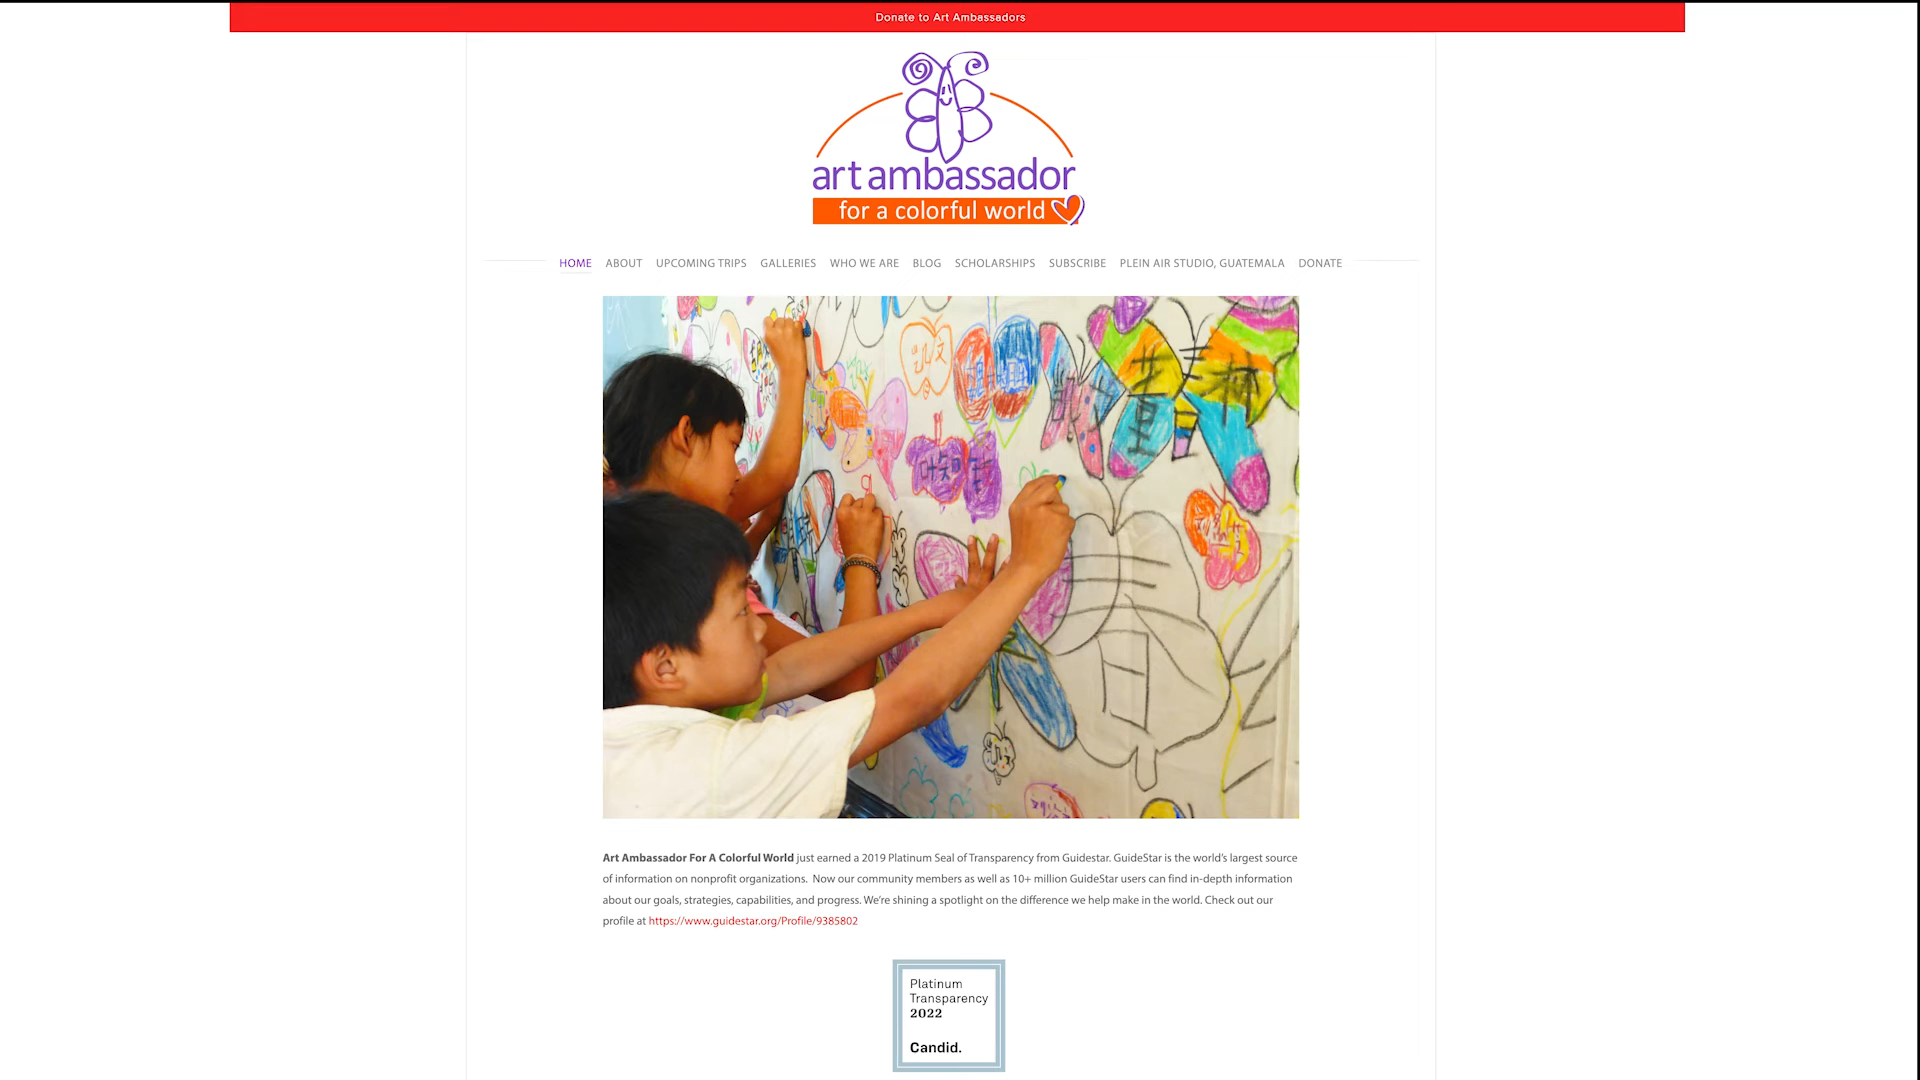 Donate to Art Ambassadors
art ambassador
for a colorful world
HOME ABOUT UPCOMING TRIPS GALLERIES WHO WE ARE BLOG SCHOLARSHIPS SUBSCRIBE PLEIN AIR STUDIO, GUATEMALA DONATE
凯文
Art Ambassador For A Colorful World just earned a 2019 Platinum Seal of Transparency from Guidestar. GuideStar is the world's largest source
of information on nonprofit organizations.  Now our community members as well as 10+ million GuideStar users can find in-depth information
about our goals, strategies, capabilities, and progress. We're shining a spotlight on the difference we help make in the world. Check out our
profile at https://www.guidestar.org/Profile/9385802
Platinum
Transparency
2022
Candid.